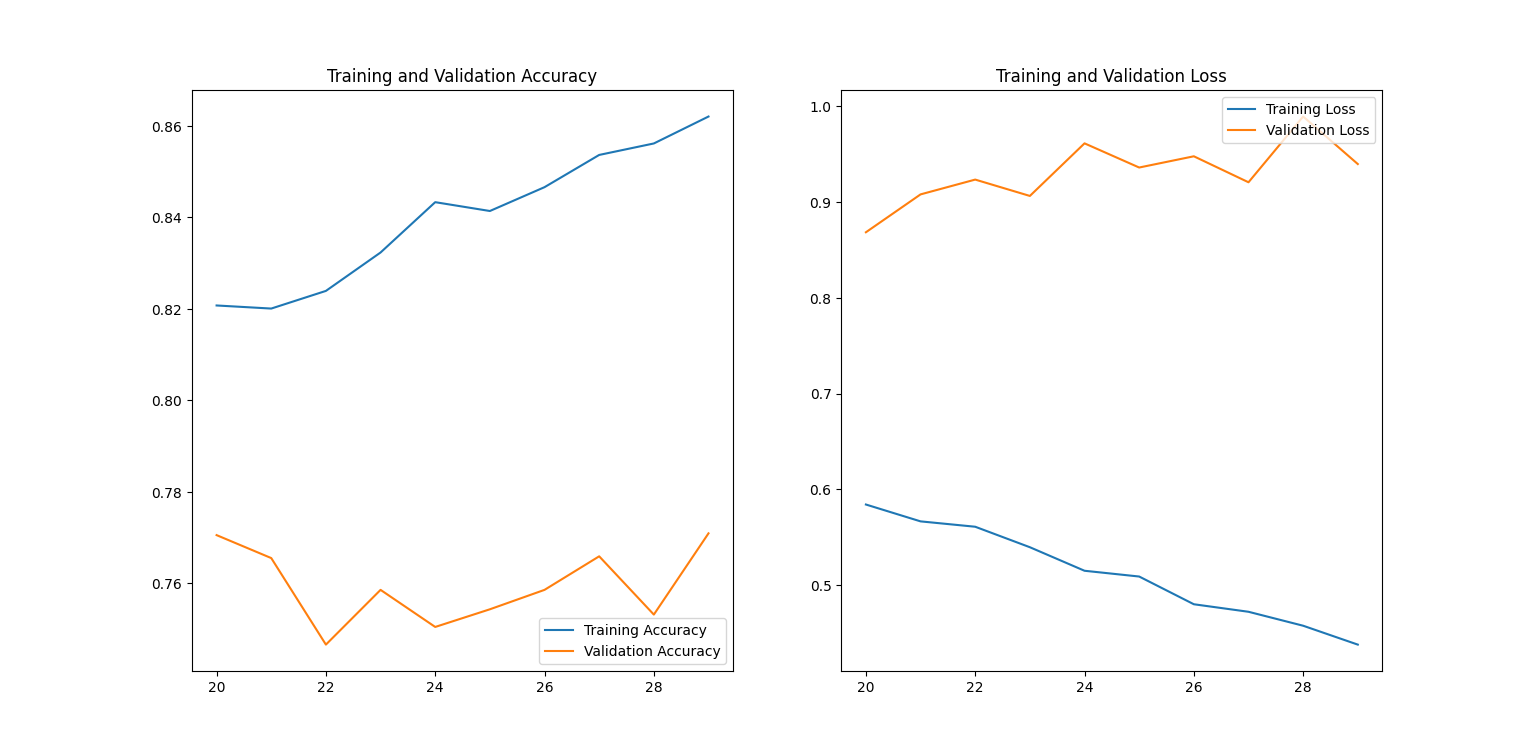 Training and Validation Accuracy
0.86
0.84
0.82
0.80
0.78
0.76
20 22 24 26 28
Training Accuracy
Validation Accuracy
Training and Validation Loss
1.0
0.9
0.8
0.7
0.6
0.5
20 22 24 26 28
Training Loss
Validation Loss